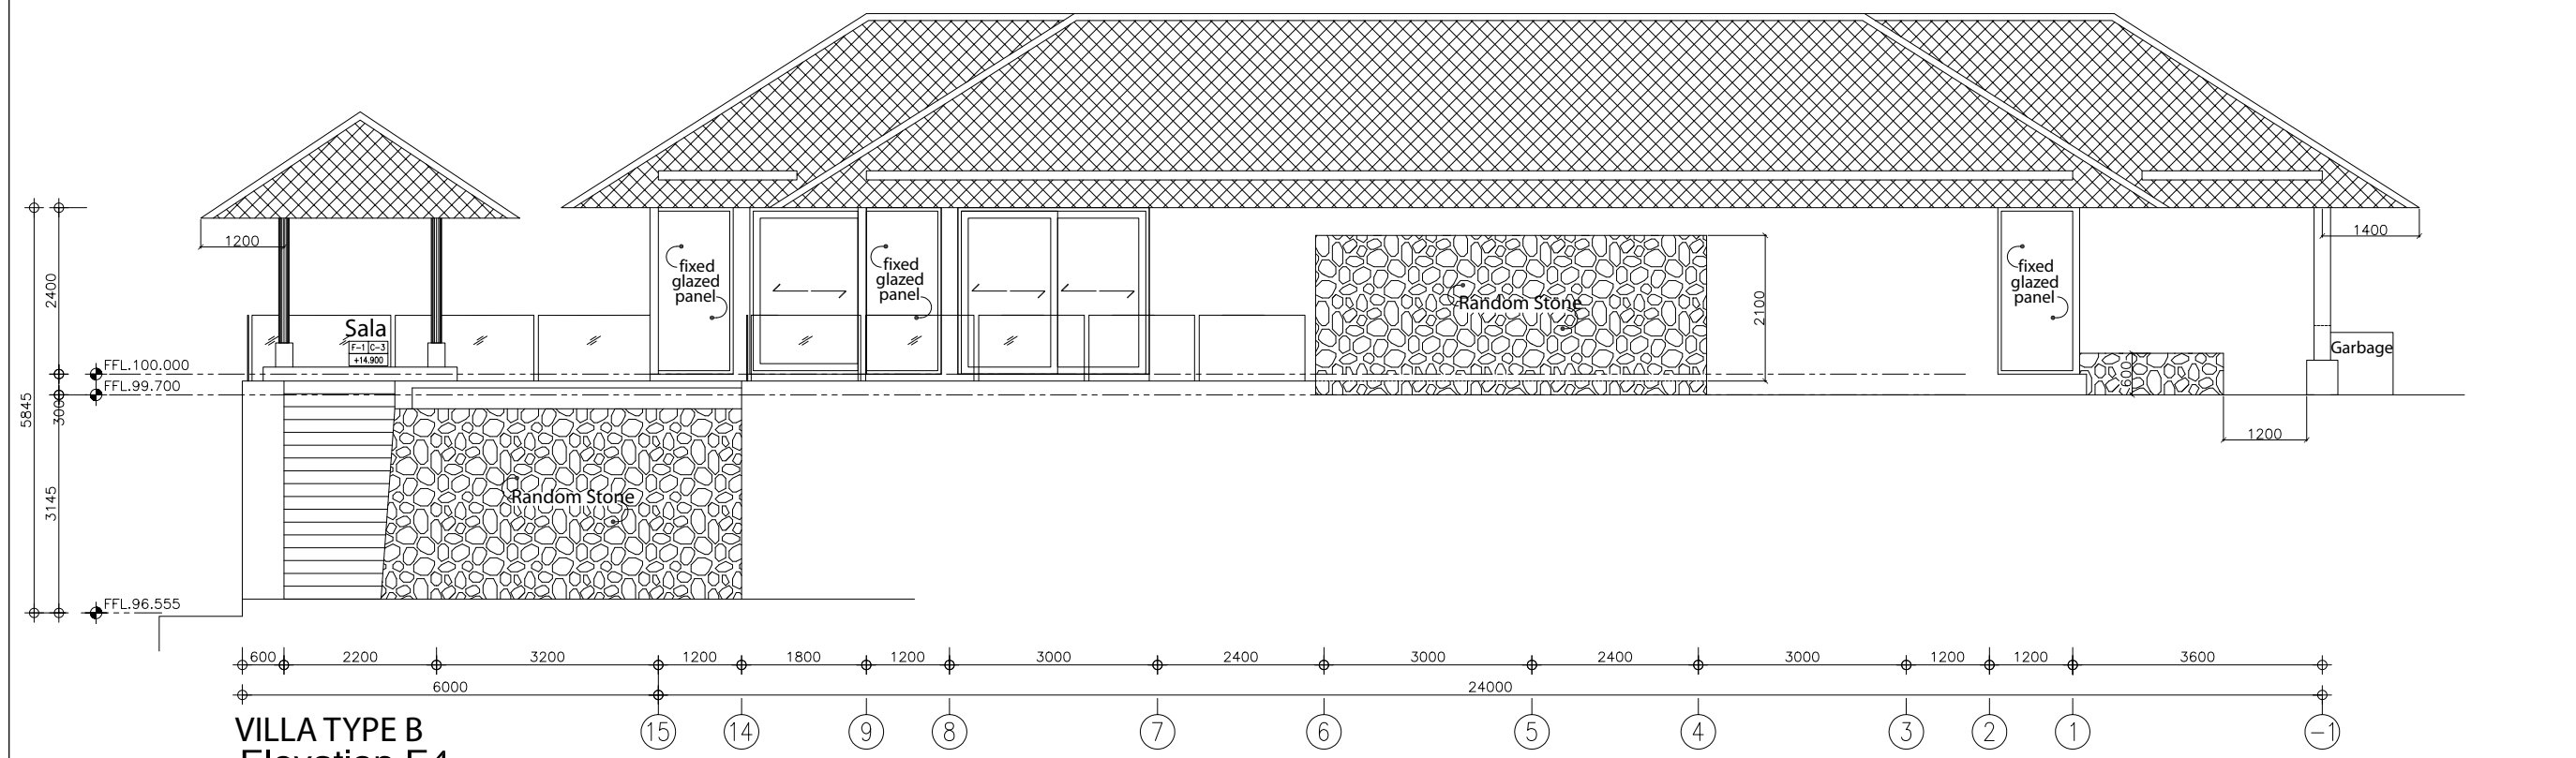 1200
1400
2400
fixed
glazed
panel
fixed
glazed
panel
fixed
glazed
panel
Random Stone
2100
Sala
F-1 C-3
+14.900
Garbage
FFL.100.000
FFL.99.700
600
5845
300
1200
3145
Random Stone
FFL.96.555
600 2200 3200 1200 1800 1200 3000 2400 3000 2400 3000 1200 1200 3600
6000 24000
15 14 9 8 7 6 5 4 3 2 1 -1
VILLA TYPE B